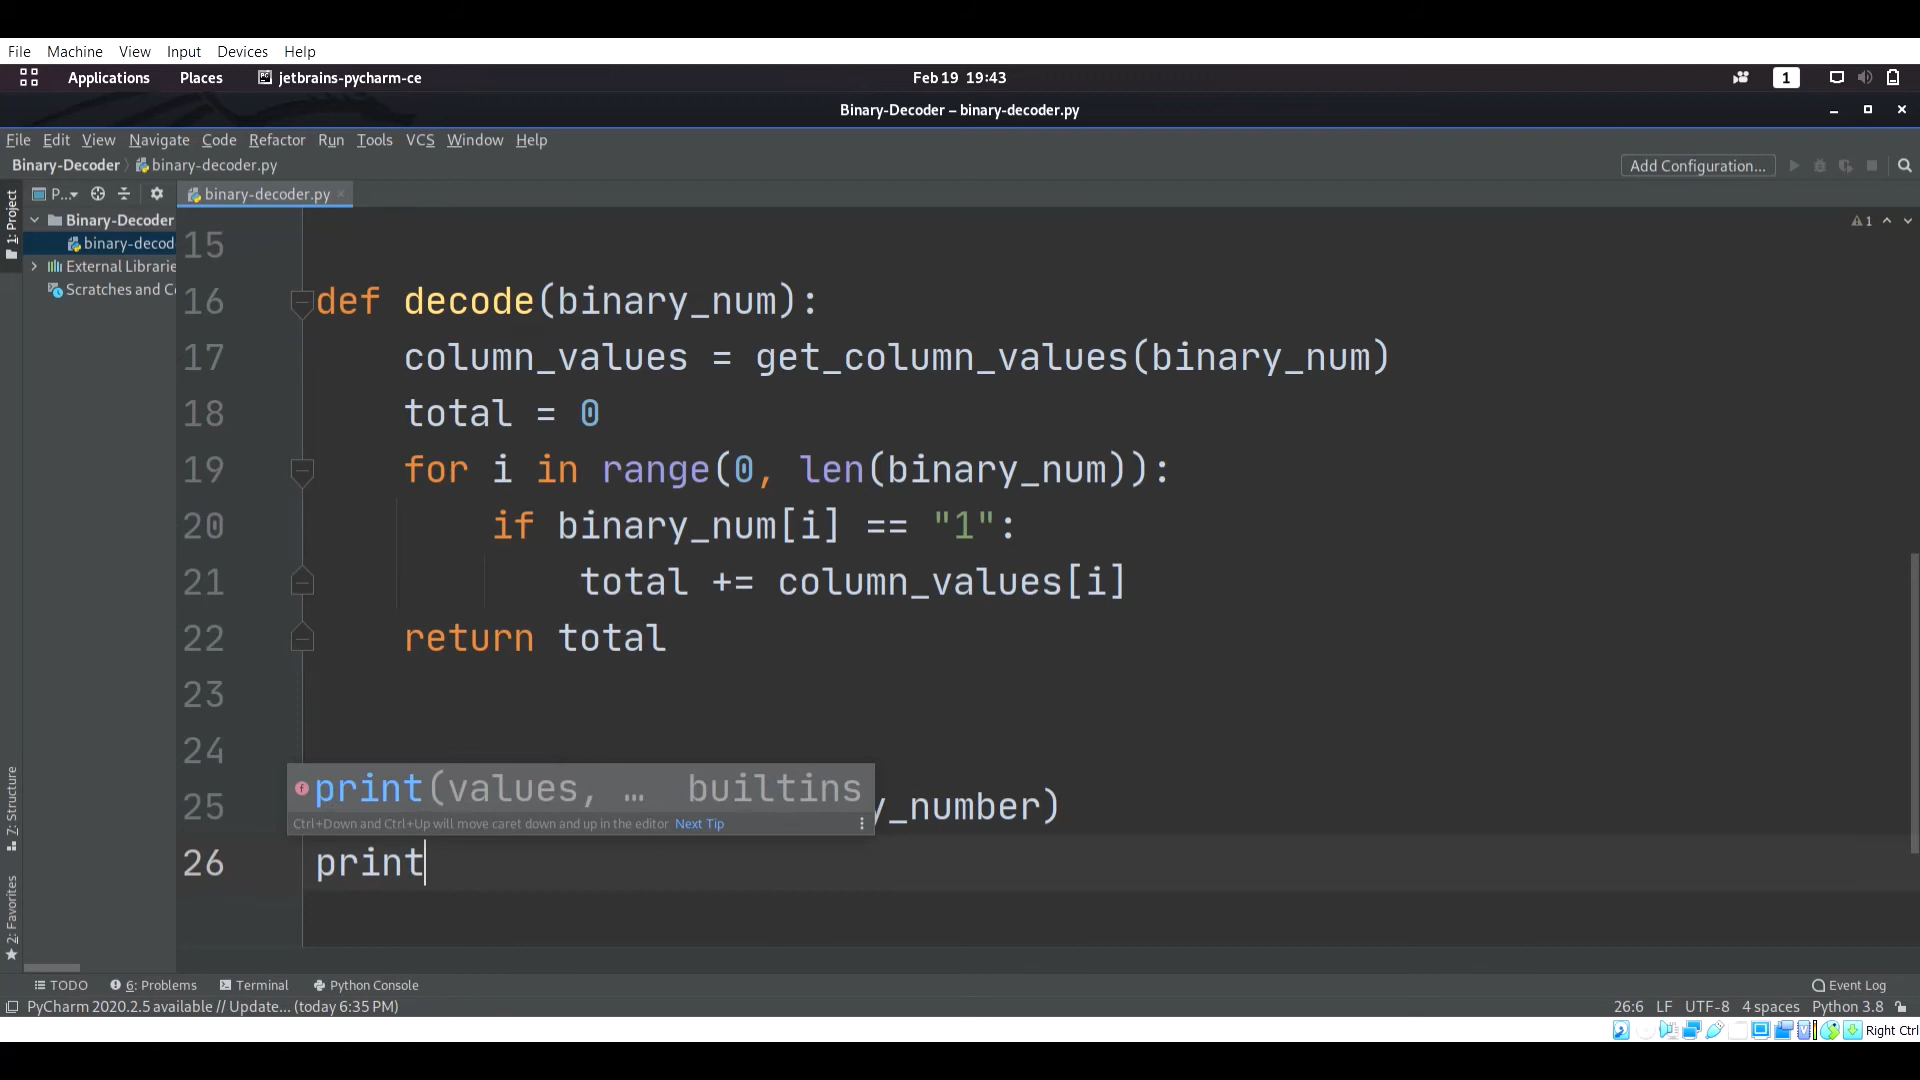 File Machine View Input Devices Help
Applications Places jetbrains-pycharm-ce Feb 19 19:43 1
Binary-Decoder – binary-decoder.py
File Edit View Navigate Code Refactor Run Tools VCS Window Help
Binary-Decoder binary-decoder.py Add Configuration...
1: Project
P... binary-decoder.py
Binary-Decoder
binary-decod
External Librarie
Scratches and Co
1
15
16 def decode(binary_num):
17 column_values = get_column_values(binary_num)
18 total = 0
19 for i in range(0, len(binary_num)):
20 if binary_num[i] == "1":
21 total += column_values[i]
22 return total
23
24
print(values, … builtins
25 y_number)
Ctrl+Down and Ctrl+Up will move caret down and up in the editor Next Tip
26 print
7: Structure
2: Favorites
TODO 6: Problems Terminal Python Console Event Log
PyCharm 2020.2.5 available // Update... (today 6:35 PM) 26:6 LF UTF-8 4 spaces Python 3.8
Right Ctrl